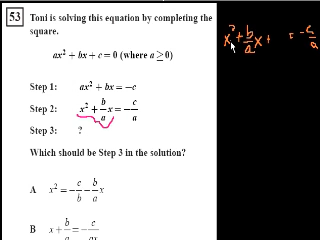 53 Toni is solving this equation by completing the
square.
ax² + bx + c = 0 (where a ≥ 0)
Step 1: ax² + bx = −c
Step 2: x² + b/a x = −c/a
Step 3: ?
Which should be Step 3 in the solution?
A x² = −c/b − b/a x
B x + b/a = −c/ax
x² + b/a x + = −c/a